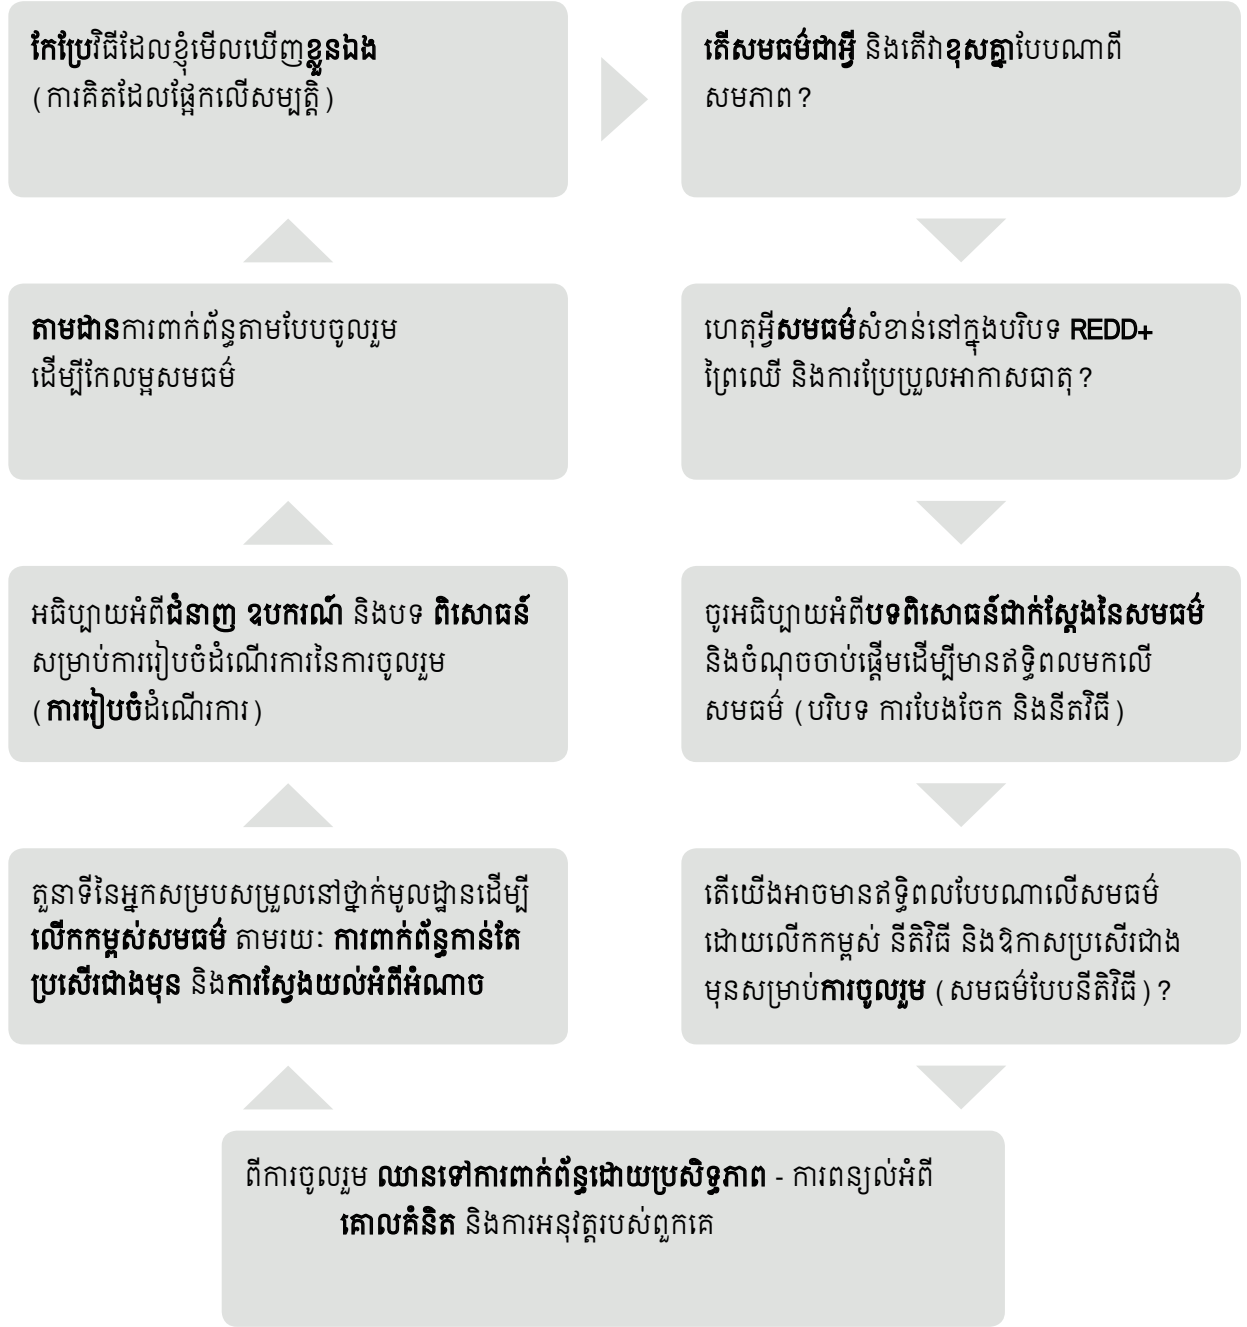 កែប្រែវិធីដែលខ្ញុំមើលឃើញខ្លួនឯង
(ការគិតដែលផ្អែកលើសម្បត្តិ)
តើសមធម៌ជាអ្វី និងតើវាខុសគ្នាបែបណាពី
សមភាព?
ហេតុអ្វីសមធម៌សំខាន់នៅក្នុងបរិបទ REDD+
ព្រៃឈើ និងការប្រែប្រួលអាកាសធាតុ?
ចូរអធិប្បាយអំពីបទពិសោធន៍ជាក់ស្តែងនៃសមធម៌
និងចំណុចចាប់ផ្តើមដើម្បីមានឥទ្ធិពលមកលើ
សមធម៌ (បរិបទ ការបែងចែក និងនីតវិធី)
តើយើងអាចមានឥទ្ធិពលបែបណាលើសមធម៌
ដោយលើកកម្ពស់ នីតិវិធី និងឱកាសប្រសើរជាង
មុនសម្រាប់ការចូលរួម (សមធម៌បែបនីតិវិធី)?
ពីការចូលរួម ឈានទៅការពាក់ព័ន្ធដោយប្រសិទ្ធភាព - ការពន្យល់អំពី
គោលគំនិត និងការអនុវត្តរបស់ពួកគេ
តួនាទីនៃអ្នកសម្របសម្រួលនៅថ្នាក់មូលដ្ឋានដើម្បី
លើកកម្ពស់សមធម៌ តាមរយៈ ការពាក់ព័ន្ធកាន់តែ
ប្រសើរជាងមុន និងការស្វែងយល់អំពីអំណាច
អធិប្បាយអំពីជំនាញ ឧបករណ៍ និងបទ ពិសោធន៍
សម្រាប់ការរៀបចំដំណើរការនៃការចូលរួម
(ការរៀបចំដំណើរការ)
តាមដានការពាក់ព័ន្ធតាមបែបចូលរួម
ដើម្បីកែលម្អសមធម៌